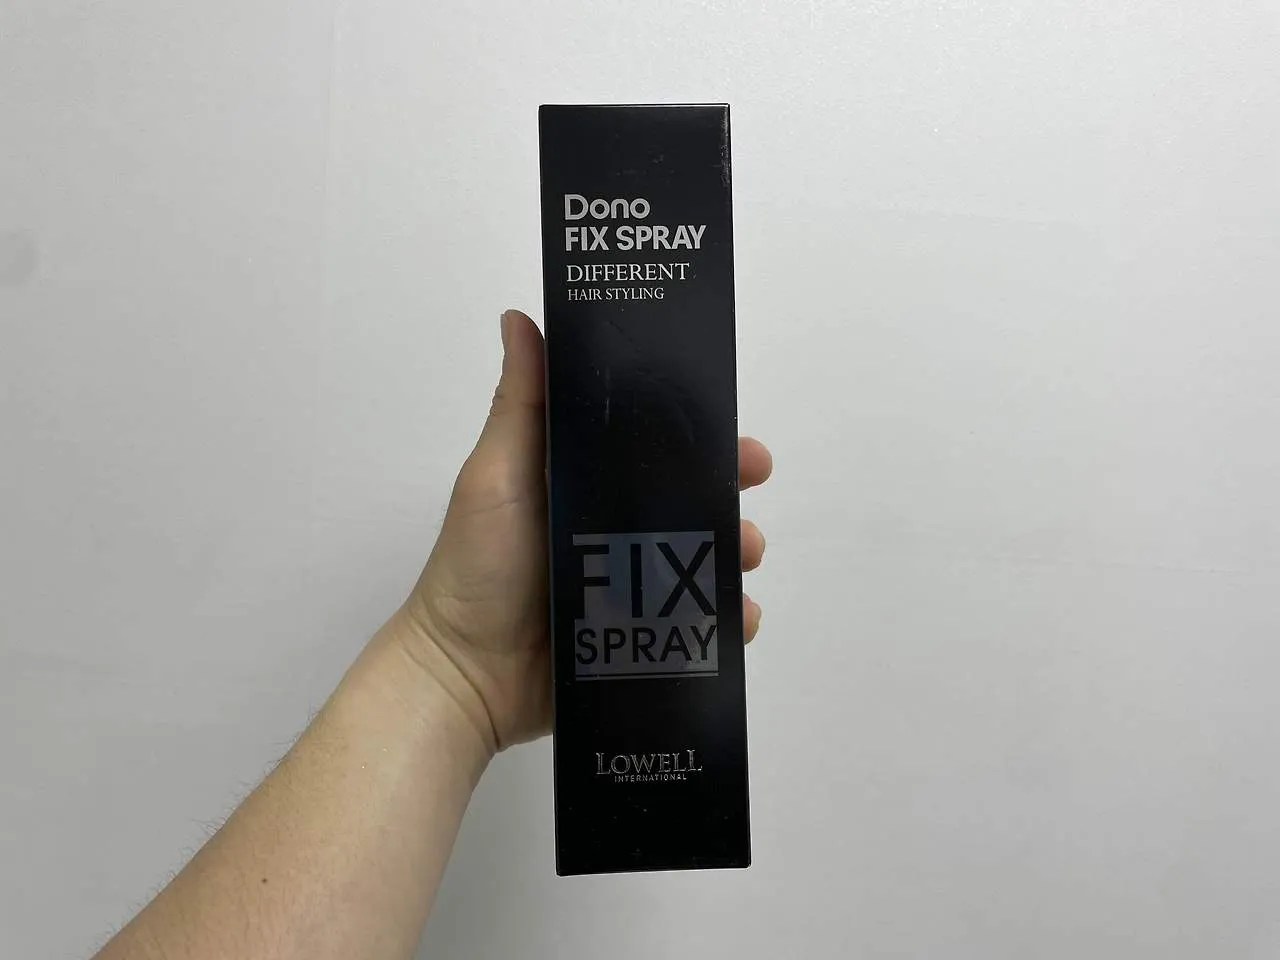 Dono
FIX SPRAY
DIFFERENT
HAIR STYLING
FIX
SPRAY
LOWELL
INTERNATIONAL